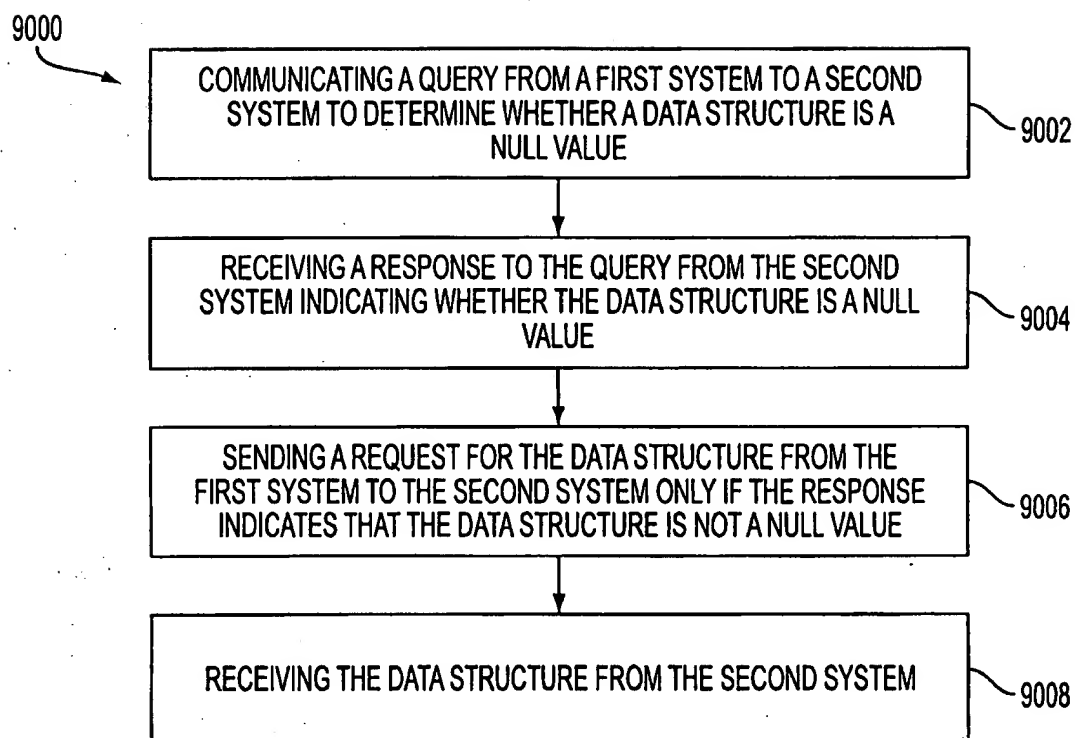 9000
COMMUNICATING A QUERY FROM A FIRST SYSTEM TO A SECOND
SYSTEM TO DETERMINE WHETHER A DATA STRUCTURE IS A
NULL VALUE
9002
RECEIVING A RESPONSE TO THE QUERY FROM THE SECOND
SYSTEM INDICATING WHETHER THE DATA STRUCTURE IS A NULL
VALUE
9004
SENDING A REQUEST FOR THE DATA STRUCTURE FROM THE
FIRST SYSTEM TO THE SECOND SYSTEM ONLY IF THE RESPONSE
INDICATES THAT THE DATA STRUCTURE IS NOT A NULL VALUE
9006
RECEIVING THE DATA STRUCTURE FROM THE SECOND SYSTEM
9008